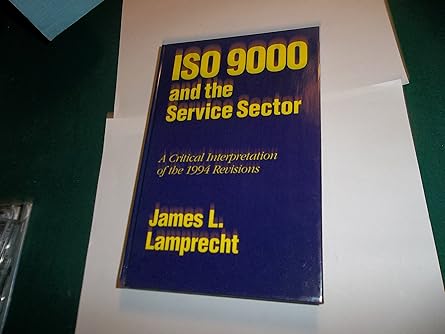 ISO 9000
and the
Service Sector
A Critical Interpretation
of the 1994 Revisions
James L.
Lamprecht